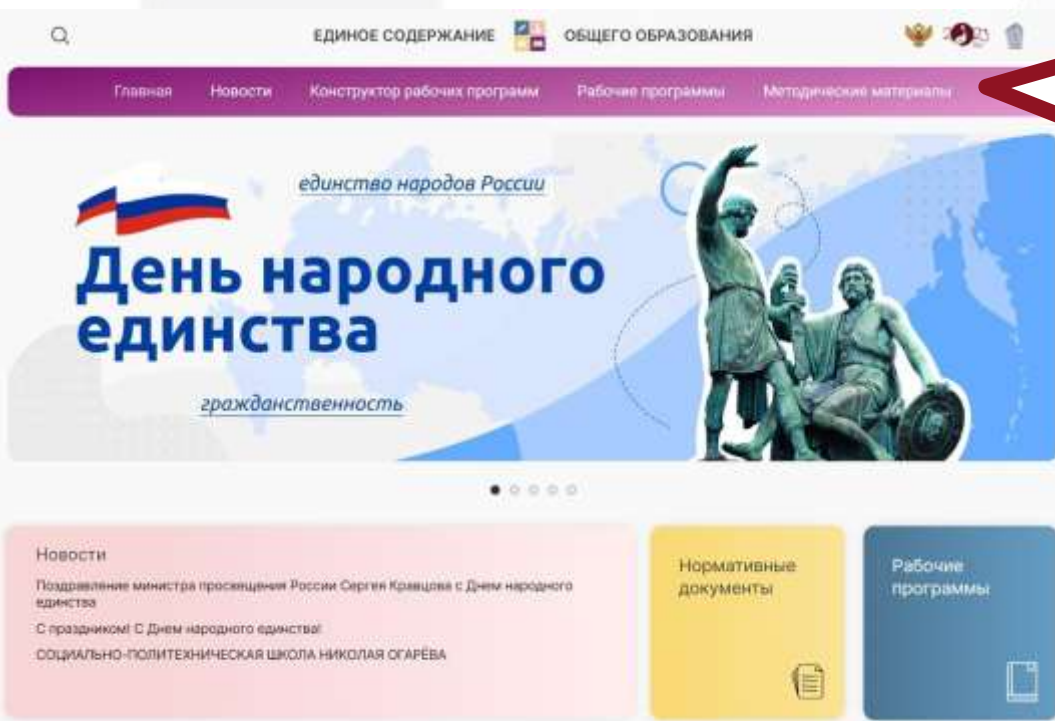 ЕДИНОЕ СОДЕРЖАНИЕ ОБЩЕГО ОБРАЗОВАНИЯ
Главная Новости Конструктор рабочих программ Рабочие программы Методические материалы
единство народов России
День народного
единства
гражданственность
Новости
Поздравление министра просвещения России Сергея Кравцова с Днем народного
единства
С праздником! С Днем народного единства!
СОЦИАЛЬНО-ПОЛИТЕХНИЧЕСКАЯ ШКОЛА НИКОЛАЯ ОГАРЁВА
Нормативные
документы
Рабочие
программы